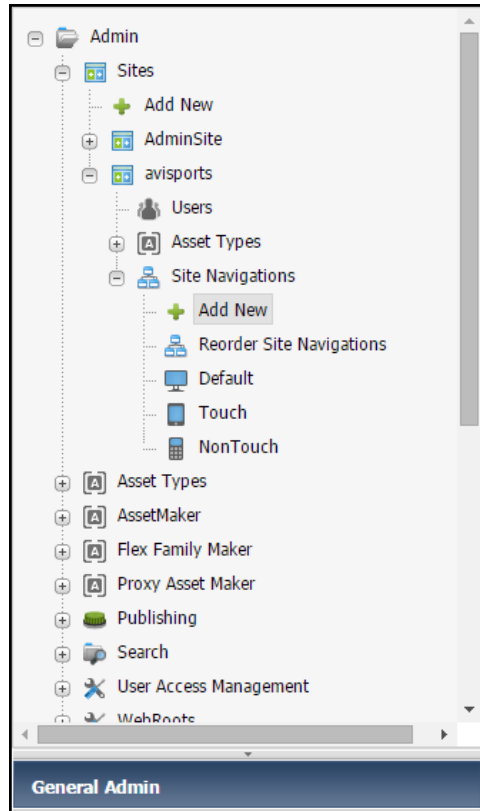 Admin
Sites
Add New
AdminSite
avisports
Users
Asset Types
Site Navigations
Add New
Reorder Site Navigations
Default
Touch
NonTouch
Asset Types
AssetMaker
Flex Family Maker
Proxy Asset Maker
Publishing
Search
User Access Management
WebRoots
General Admin